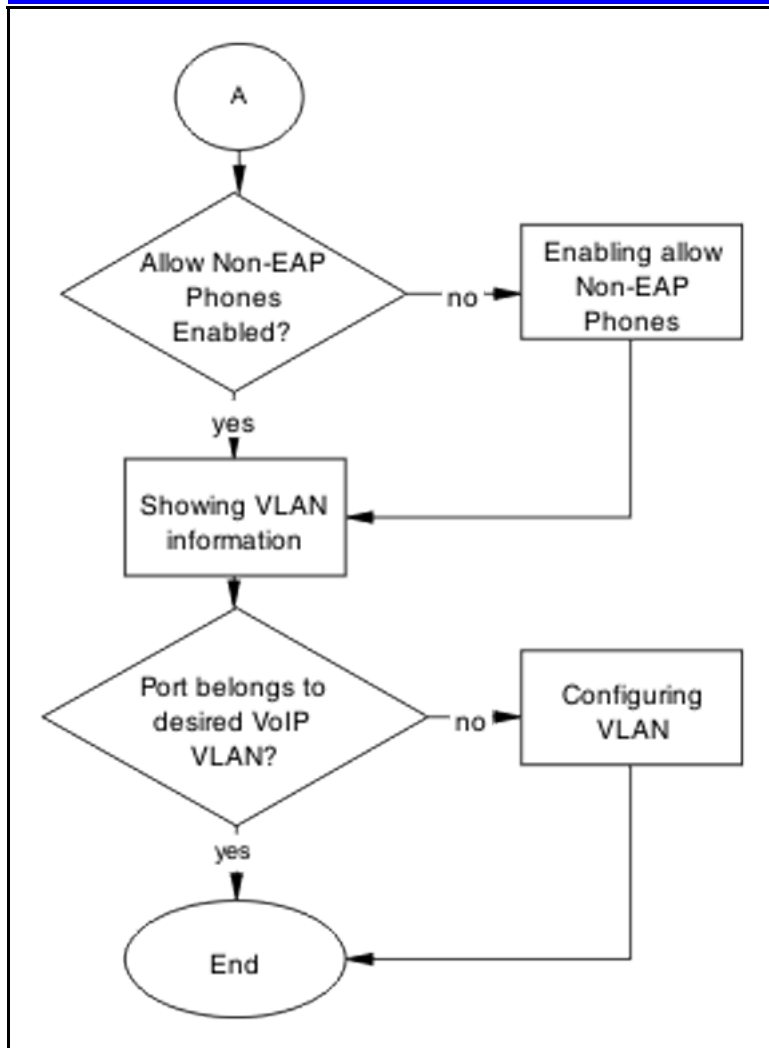 A
Allow Non-EAP
Phones
Enabled?
no
Enabling allow
Non-EAP
Phones
yes
Showing VLAN
information
Port belongs to
desired VoIP
VLAN?
no
Configuring
VLAN
yes
End